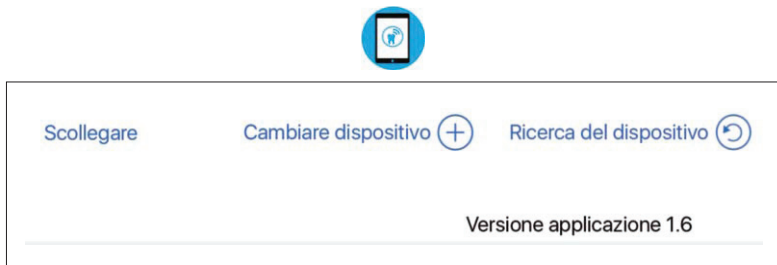 Scollegare Cambiare dispositivo Ricerca del dispositivo
Versione applicazione 1.6